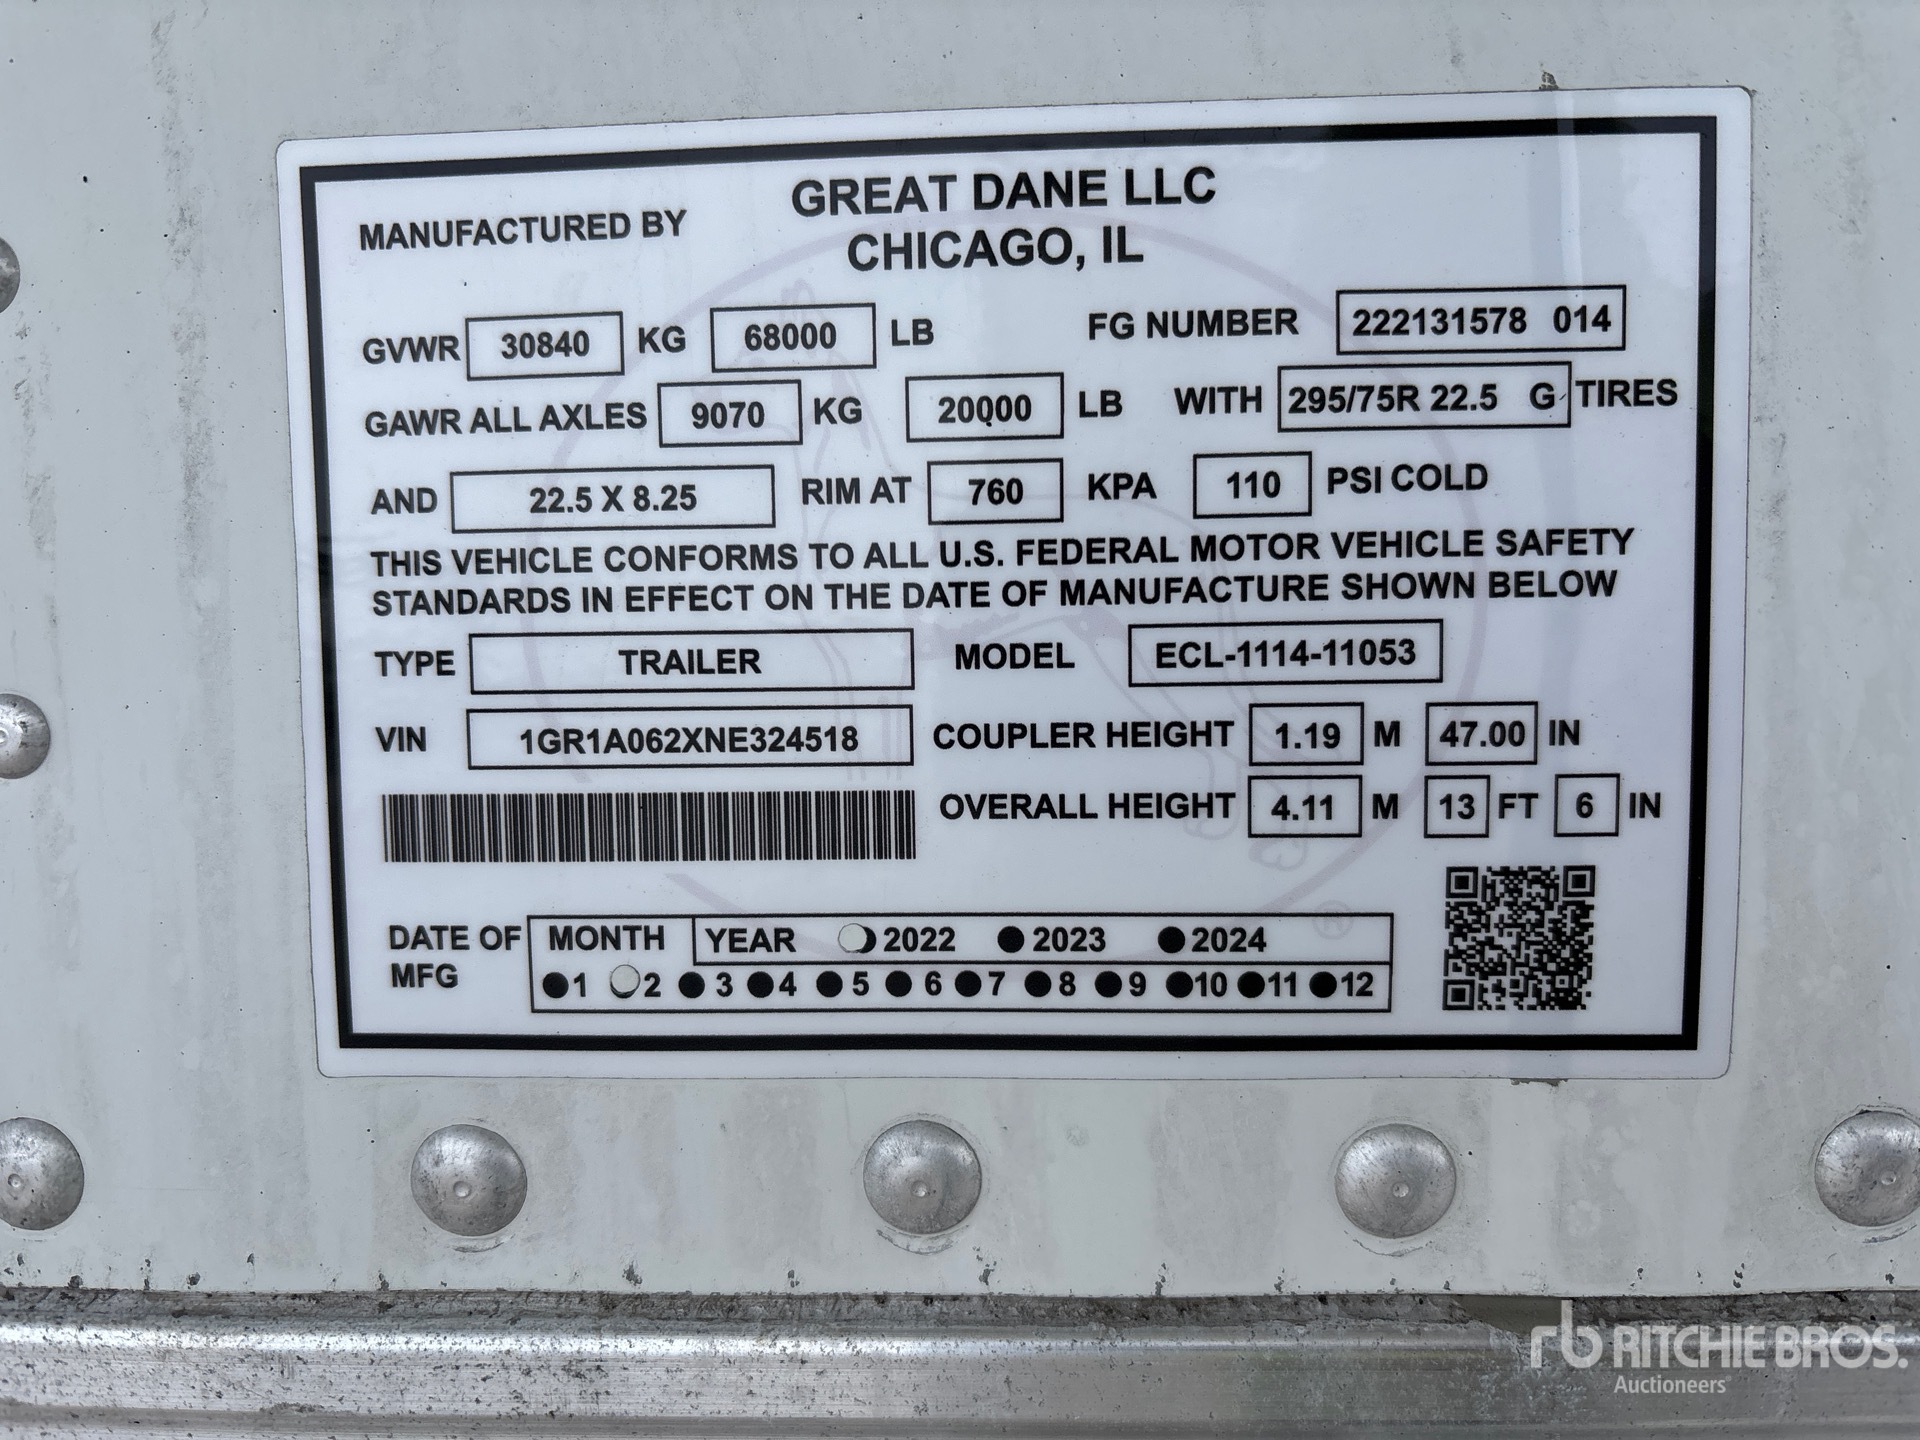 MANUFACTURED BY GREAT DANE LLC
CHICAGO, IL
GVWR 30840 KG 68000 LB FG NUMBER 222131578 014
GAWR ALL AXLES 9070 KG 20000 LB WITH 295/75R 22.5 G TIRES
AND 22.5 X 8.25 RIM AT 760 KPA 110 PSI COLD
THIS VEHICLE CONFORMS TO ALL U.S. FEDERAL MOTOR VEHICLE SAFETY
STANDARDS IN EFFECT ON THE DATE OF MANUFACTURE SHOWN BELOW
TYPE TRAILER MODEL ECL-1114-11053
VIN 1GR1A062XNE324518 COUPLER HEIGHT 1.19 M 47.00 IN
OVERALL HEIGHT 4.11 M 13 FT 6 IN
DATE OF MFG MONTH YEAR 2022 2023 2024
1 2 3 4 5 6 7 8 9 10 11 12
®
rb RITCHIE BROS.
Auctioneers